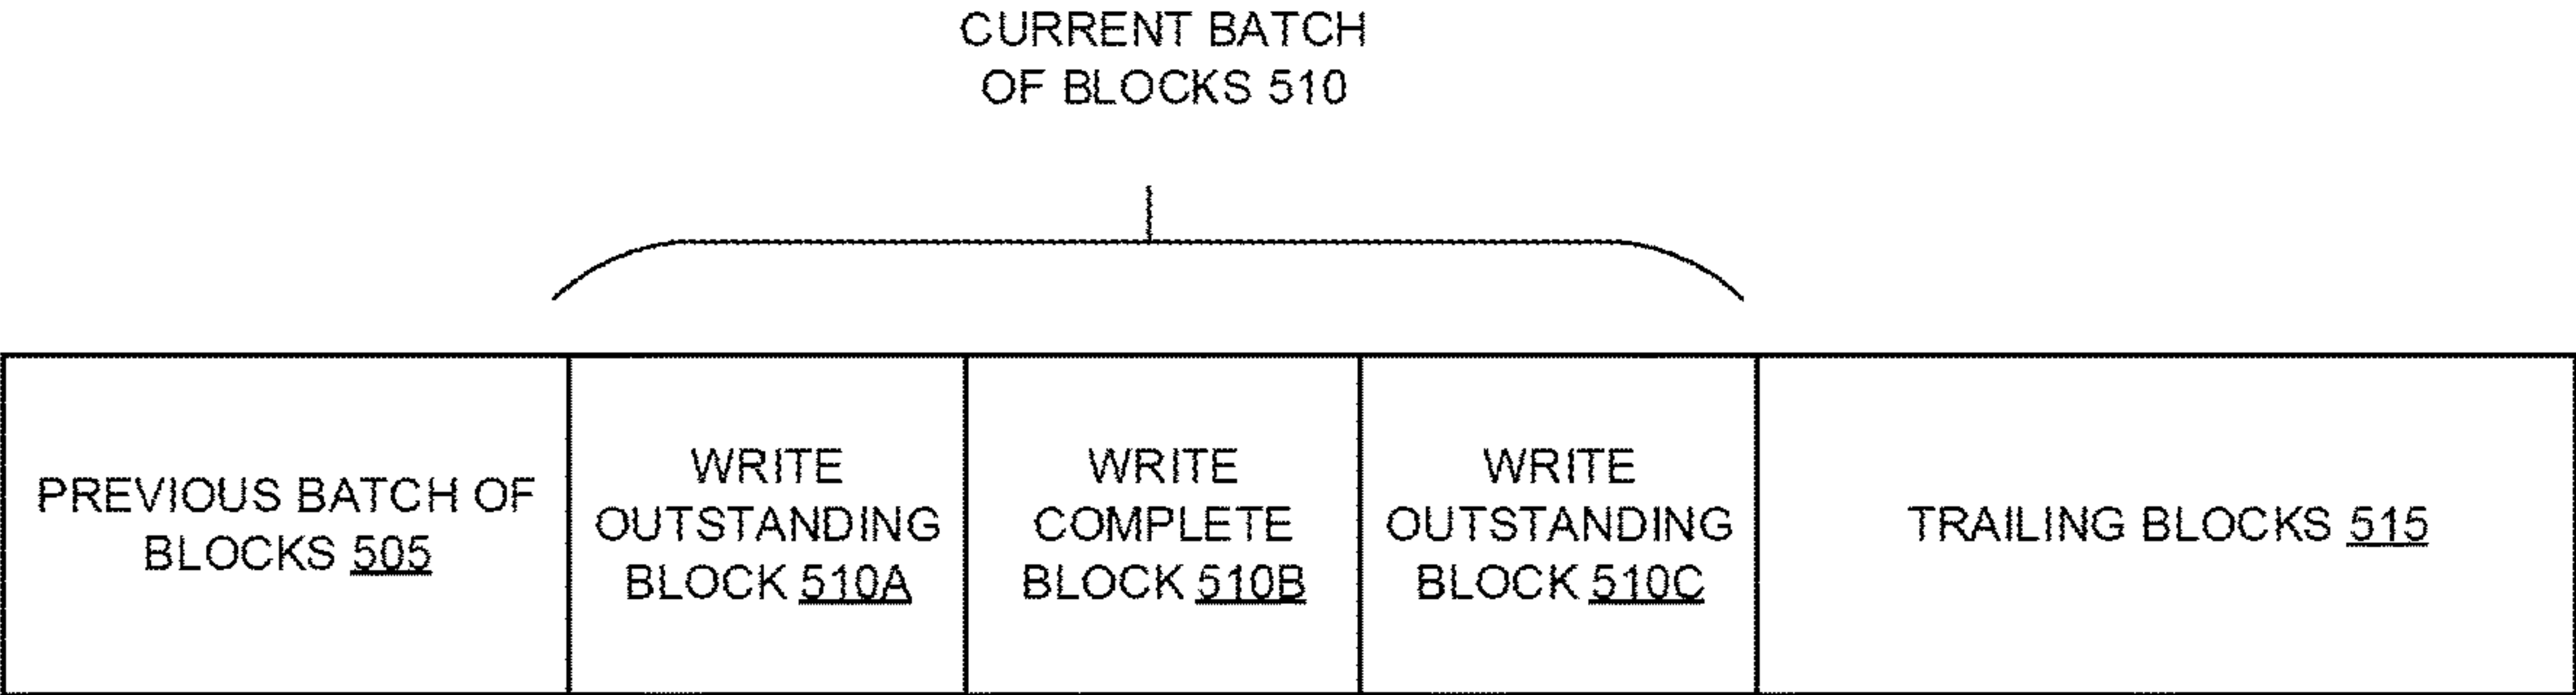 CURRENT BATCH
OF BLOCKS 510
PREVIOUS BATCH OF
BLOCKS 505
WRITE
OUTSTANDING
BLOCK 510A
WRITE
COMPLETE
BLOCK 510B
WRITE
OUTSTANDING
BLOCK 510C
TRAILING BLOCKS 515